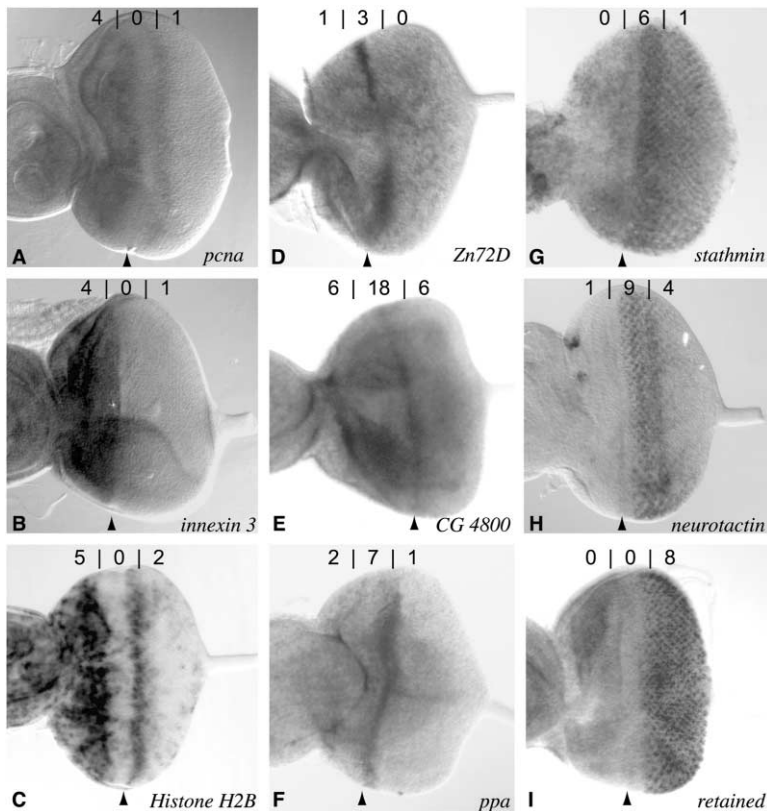 4 | 0 | 1
A
pcna
1 | 3 | 0
D
Zn72D
0 | 6 | 1
G
stathmin
4 | 0 | 1
B
innexin 3
6 | 18 | 6
E
CG 4800
1 | 9 | 4
H
neurotactin
5 | 0 | 2
C
Histone H2B
2 | 7 | 1
F
ppa
0 | 0 | 8
I
retained